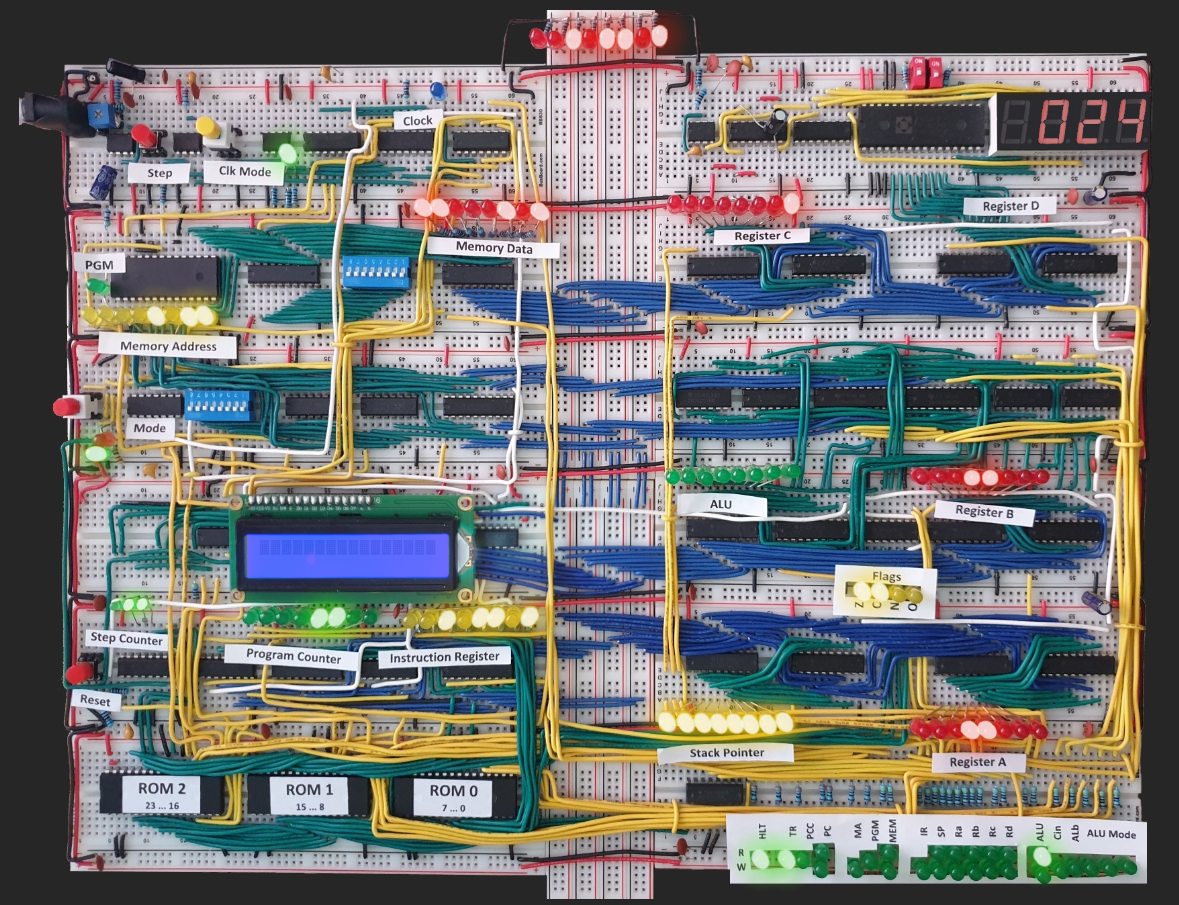 024
Clock
Step
Clk Mode
Register D
Register C
Memory Data
PGM
Memory Address
Mode
ALU
Register B
Flags
Z C N O
Step Counter
Program Counter
Instruction Register
Reset
Stack Pointer
Register A
ROM 2
23 ... 16
ROM 1
15 ... 8
ROM 0
7 ... 0
HLT TR PCC PC MA PGM MEM IR SP Ra Rb Rc Rd ALU Cin ALb ALU Mode
R
W